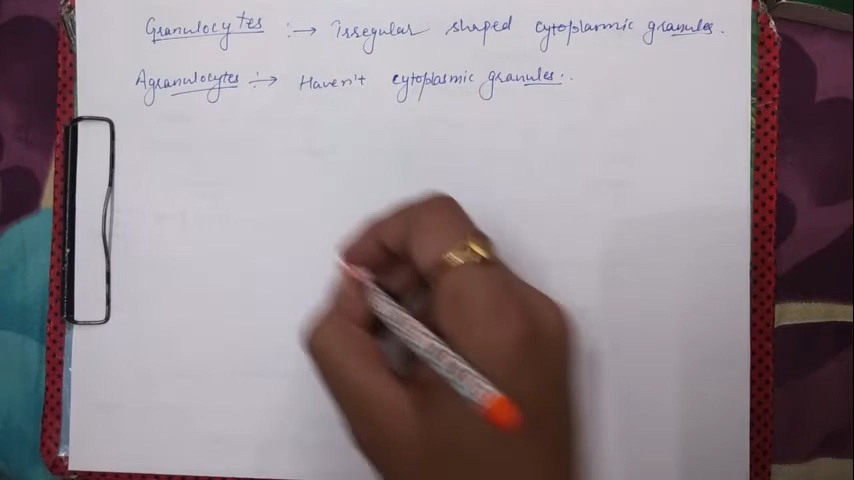 Granulocytes :→ Irregular shaped cytoplasmic granules.
Agranulocytes :→ Haven't cytoplasmic granules.